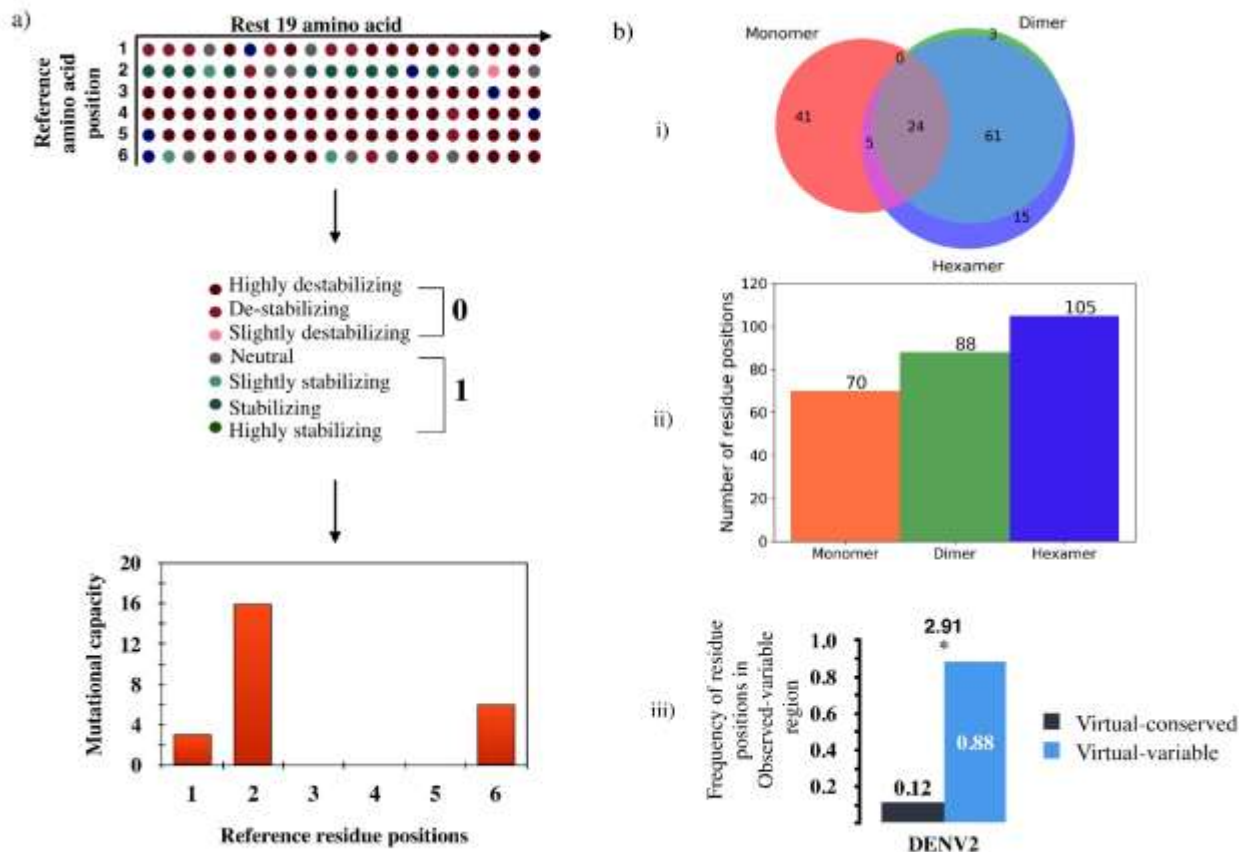 a)
Rest 19 amino acid
Reference
amino acid
position
1
2
3
4
5
6
Highly destabilizing
De-stabilizing
Slightly destabilizing
0
Neutral
Slightly stabilizing
Stabilizing
Highly stabilizing
1
Mutational capacity
20
16
12
8
4
0
1 2 3 4 5 6
Reference residue positions
b)
i)
Monomer
Dimer
3
0
41
24
61
5
15
Hexamer
ii)
Number of residue positions
120
100
80
60
40
20
0
70
88
105
Monomer Dimer Hexamer
iii)
Frequency of residue
positions in
Observed-variable
region
1.0
0.8
0.6
0.4
0.2
2.91
*
0.12
0.88
DENV2
Virtual-conserved
Virtual-variable